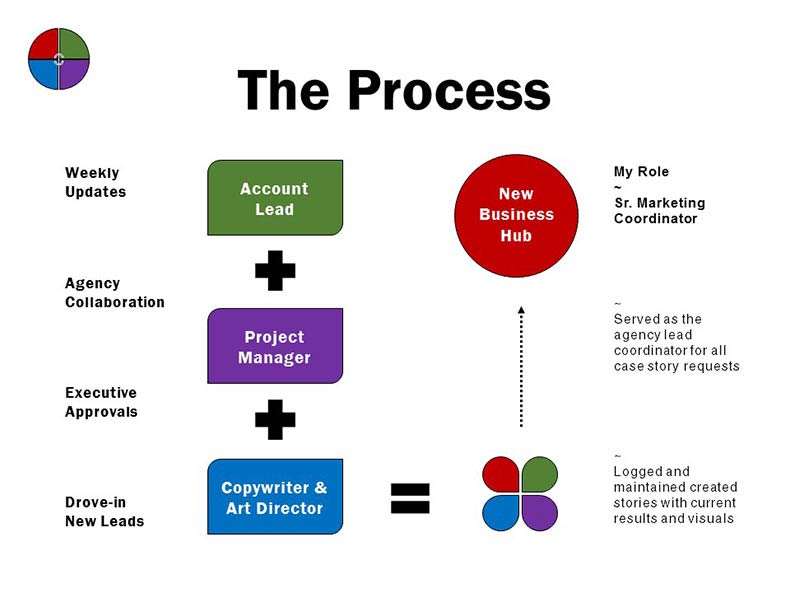 The Process
Weekly
Updates
Agency
Collaboration
Executive
Approvals
Drove-in
New Leads
Account
Lead
Project
Manager
Copywriter &
Art Director
New
Business
Hub
My Role
~
Sr. Marketing
Coordinator
~
Served as the
agency lead
coordinator for all
case story requests
~
Logged and
maintained created
stories with current
results and visuals